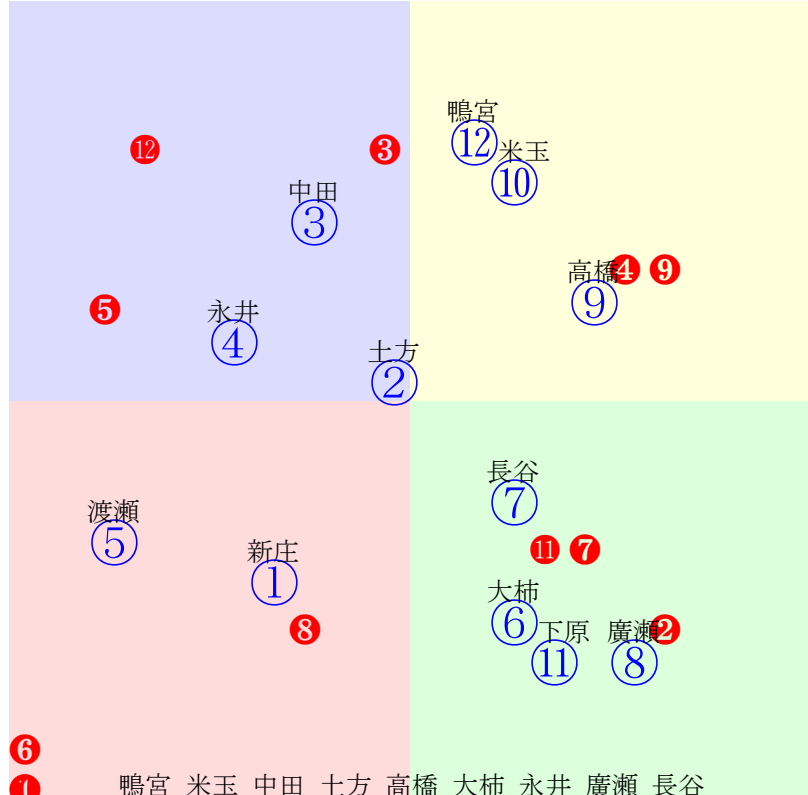 鴨宮
⑫
米玉
⑩
⓬
❸
中田
③
高橋
⑨
❹ ❾
❺
永井
④
土方
②
長谷
⑦
渡瀬
⑤
新庄
①
⓫ ❼
大柿
⑥
下原
⑪
廣瀬
⑧
❷
❽
❻
❶
鴨宮 米玉 中田 土方 高橋 大柿 永井 廣瀬 長谷